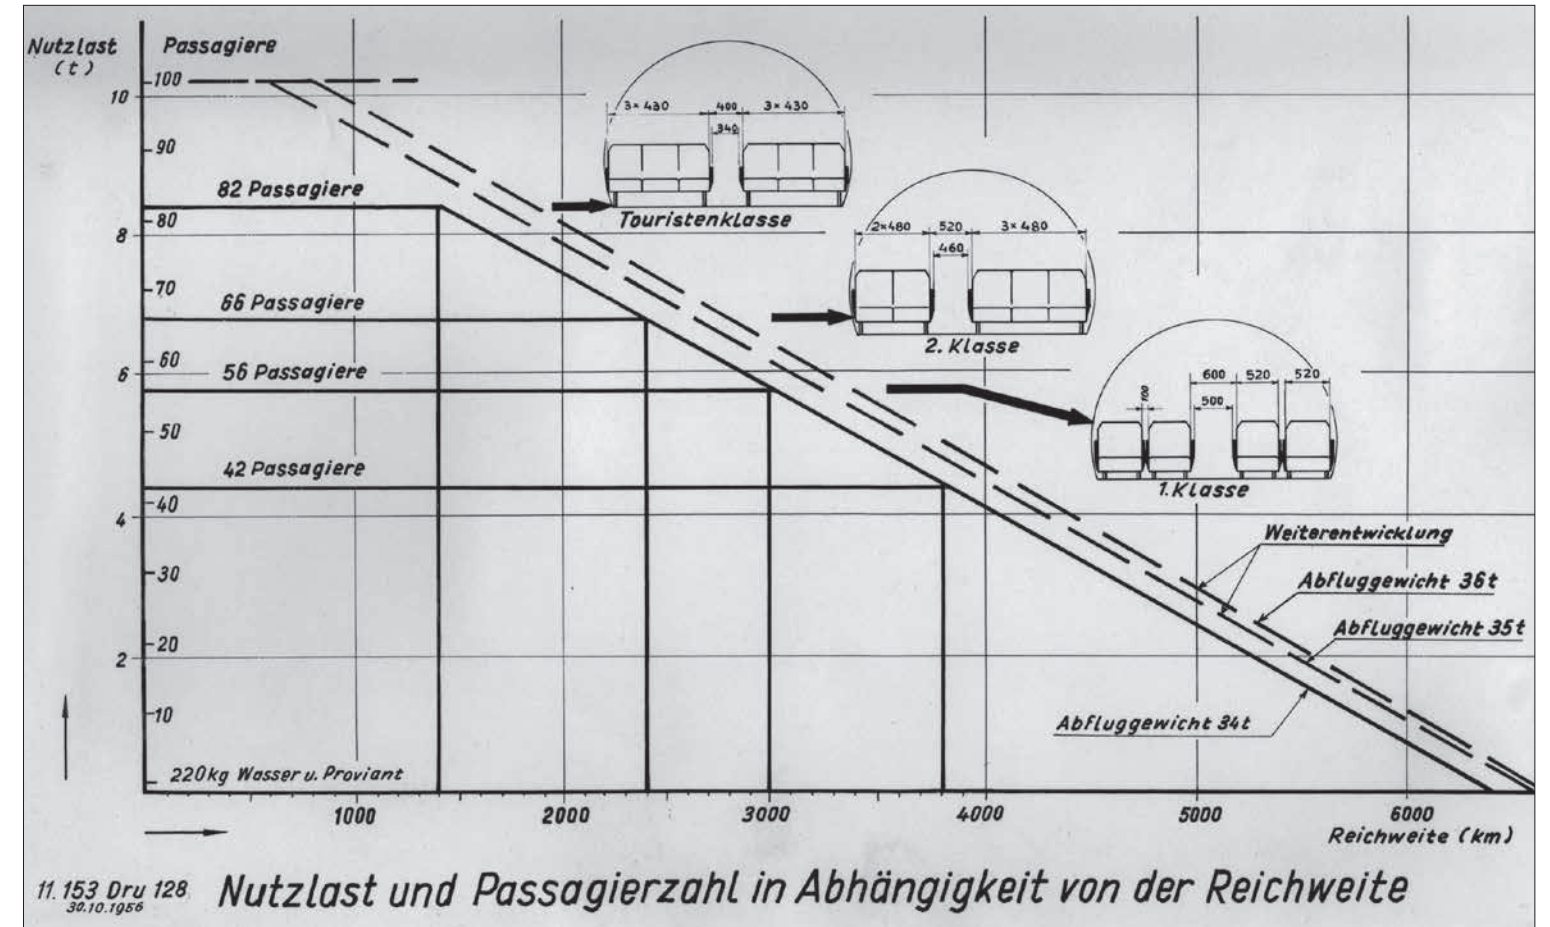 Nutzlast
(t)
Passagiere
100
10
90
82 Passagiere
80
8
70
66 Passagiere
60
6
56 Passagiere
50
42 Passagiere
40
4
30
20
2
10
220kg Wasser u. Proviant
3×430
400
3×430
340
Touristenklasse
2×480
520
3×480
460
2. Klasse
600
520
520
100
500
1. Klasse
Weiterentwicklung
Abfluggewicht 36t
Abfluggewicht 35t
Abfluggewicht 34t
1000
2000
3000
4000
5000
6000
Reichweite (km)
11. 153 Dru 128
30.10.1956
Nutzlast und Passagierzahl in Abhängigkeit von der Reichweite